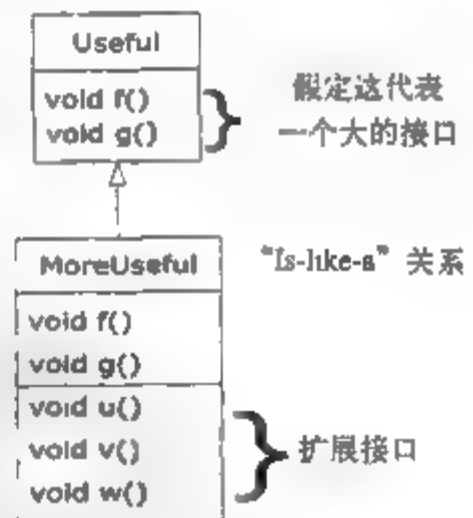 Useful
void f()
void g()
假定这代表
一个大的接口
MoreUseful
"Is-like-a" 关系
void f()
void g()
void u()
void v()
void w()
扩展接口